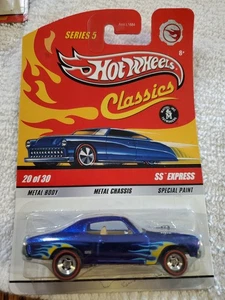 SERIES 5
Hot Wheels
Classics
20 of 30
SS EXPRESS
METAL BODY
METAL CHASSIS
SPECIAL PAINT